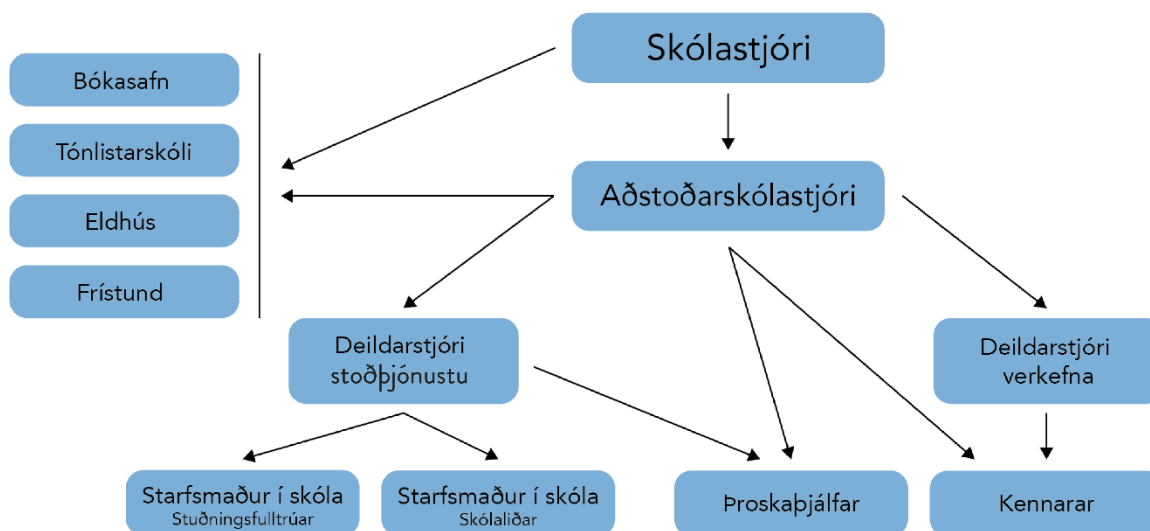 Skólastjóri
Bókasafn
Tónlistarskóli
Eldhús
Frístund
Aðstoðarskólastjóri
Deildarstjóri
stoðþjónustu
Deildarstjóri
verkefna
Starfsmaður í skóla
Stuðningsfulltrúar
Starfsmaður í skóla
Skólaliðar
Þroskaþjálfar
Kennarar